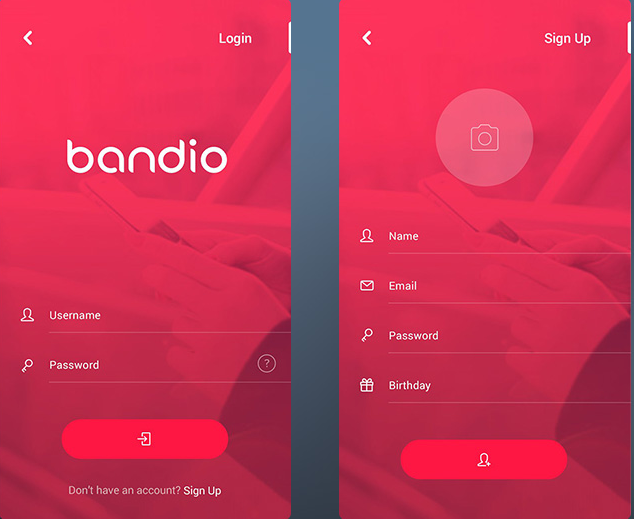 Login
bandio
Username
Password
?
Don't have an account? Sign Up
Sign Up
Name
Email
Password
Birthday